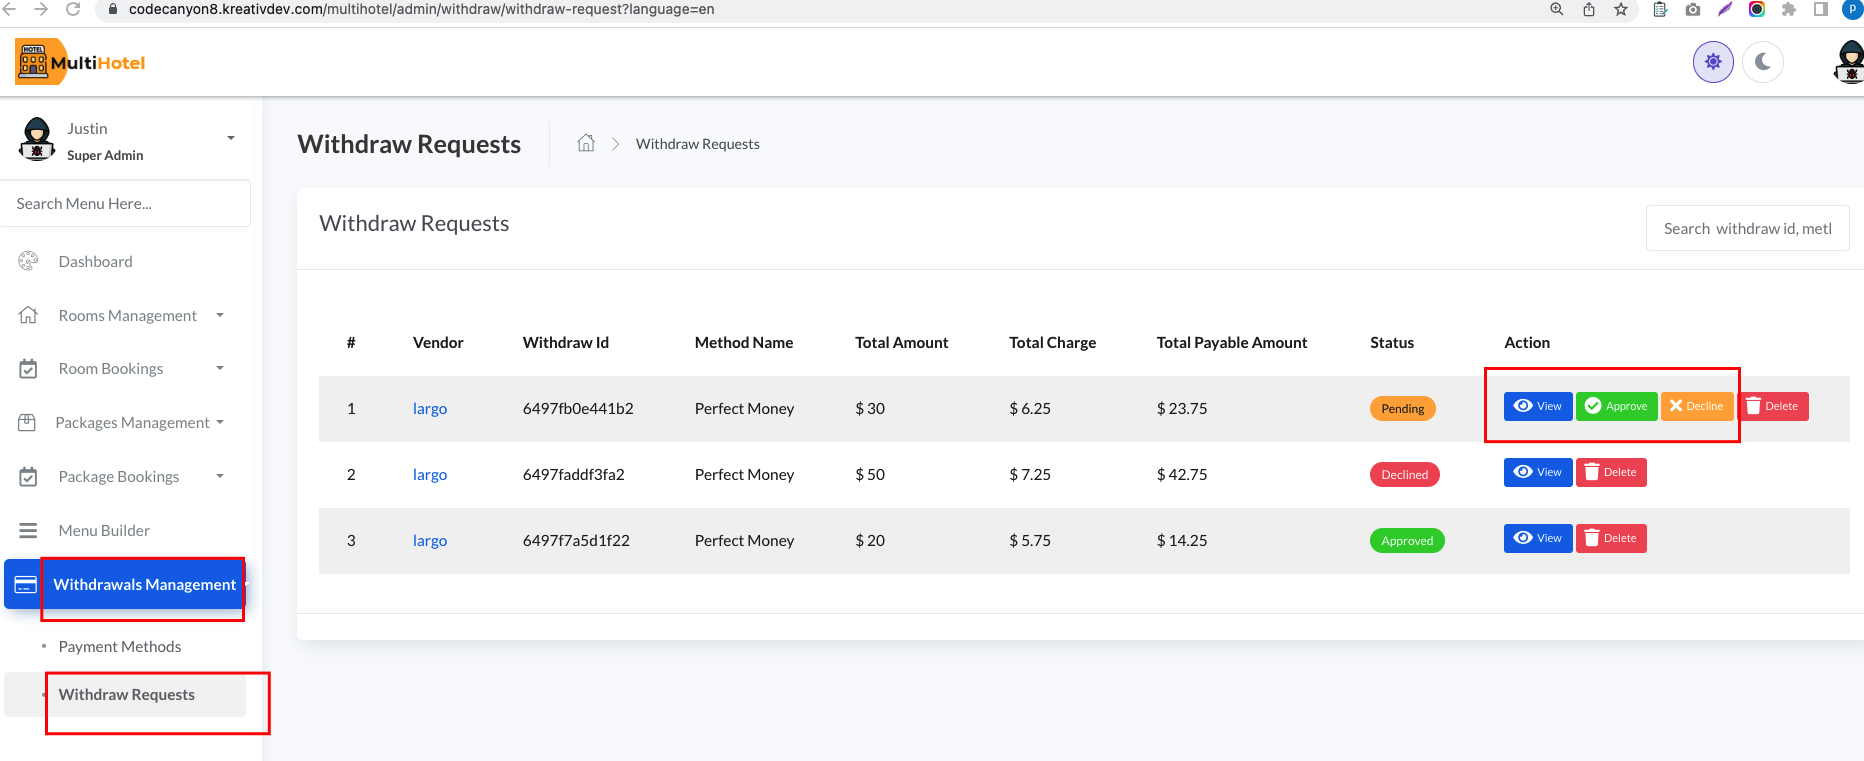 codecanyon8.kreativdev.com/multihotel/admin/withdraw/withdraw-request?language=en
P
HOTEL
MultiHotel
Justin
Super Admin
Search Menu Here...
Dashboard
Rooms Management
Room Bookings
Packages Management
Package Bookings
Menu Builder
Withdrawals Management
Payment Methods
Withdraw Requests
Withdraw Requests
Withdraw Requests
Withdraw Requests
Search withdraw id, metl
# Vendor Withdraw Id Method Name Total Amount Total Charge Total Payable Amount Status Action
1 largo 6497fb0e441b2 Perfect Money $ 30 $ 6.25 $ 23.75 Pending View Approve Decline Delete
2 largo 6497faddf3fa2 Perfect Money $ 50 $ 7.25 $ 42.75 Declined View Delete
3 largo 6497f7a5d1f22 Perfect Money $ 20 $ 5.75 $ 14.25 Approved View Delete